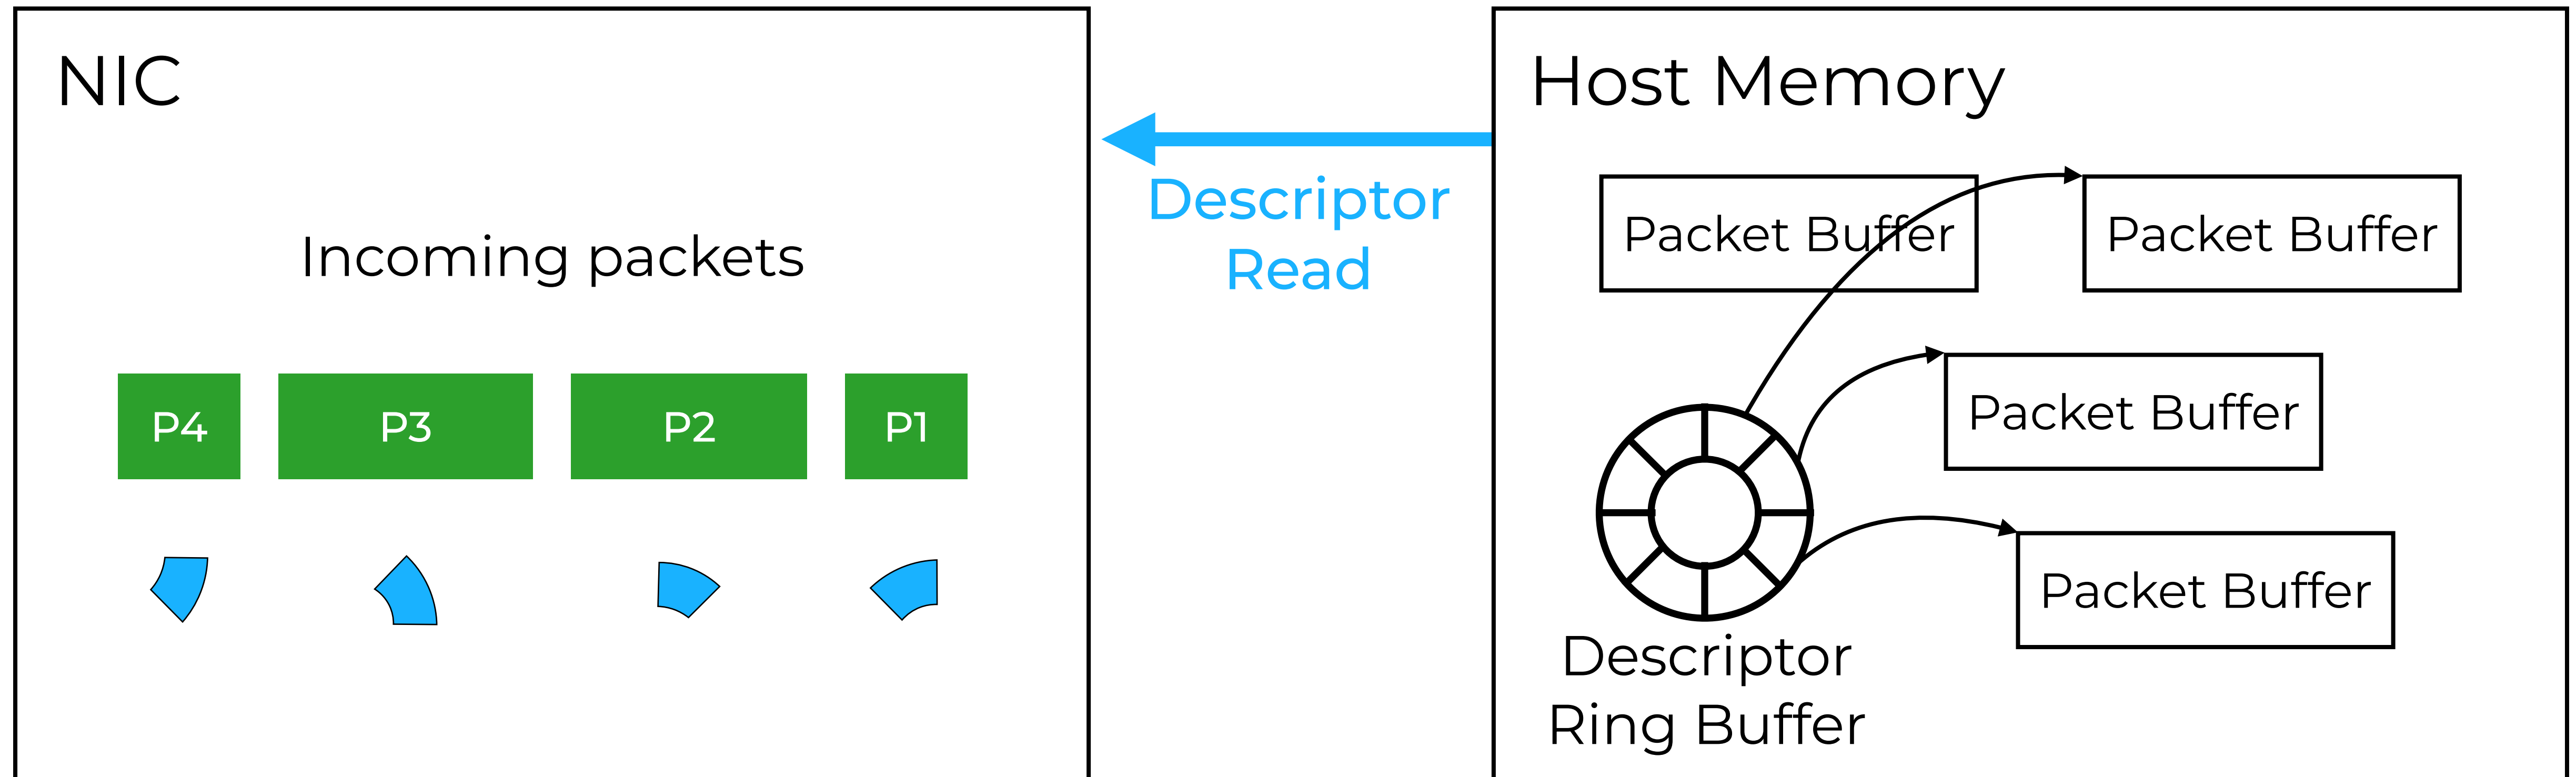 NIC
Incoming packets
P4
P3
P2
P1
Descriptor
Read
Host Memory
Packet Buffer
Packet Buffer
Packet Buffer
Packet Buffer
Descriptor
Ring Buffer